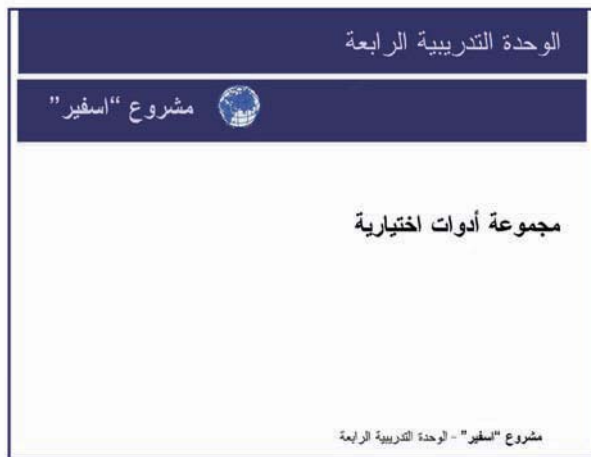 الوحدة التدريبية الرابعة
مشروع “اسفير”
مجموعة أدوات اختيارية
مشروع “اسفير” - الوحدة التدريبية الرابعة